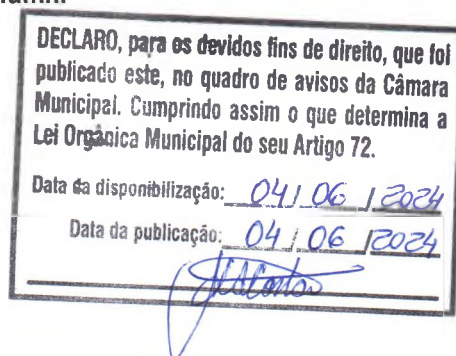 DECLARO, para os devidos fins de direito, que foi
publicado este, no quadro de avisos da Câmara
Municipal. Cumprindo assim o que determina a
Lei Orgânica Municipal do seu Artigo 72.
Data da disponibilização: 04/06/2024
Data da publicação: 04/06/2024